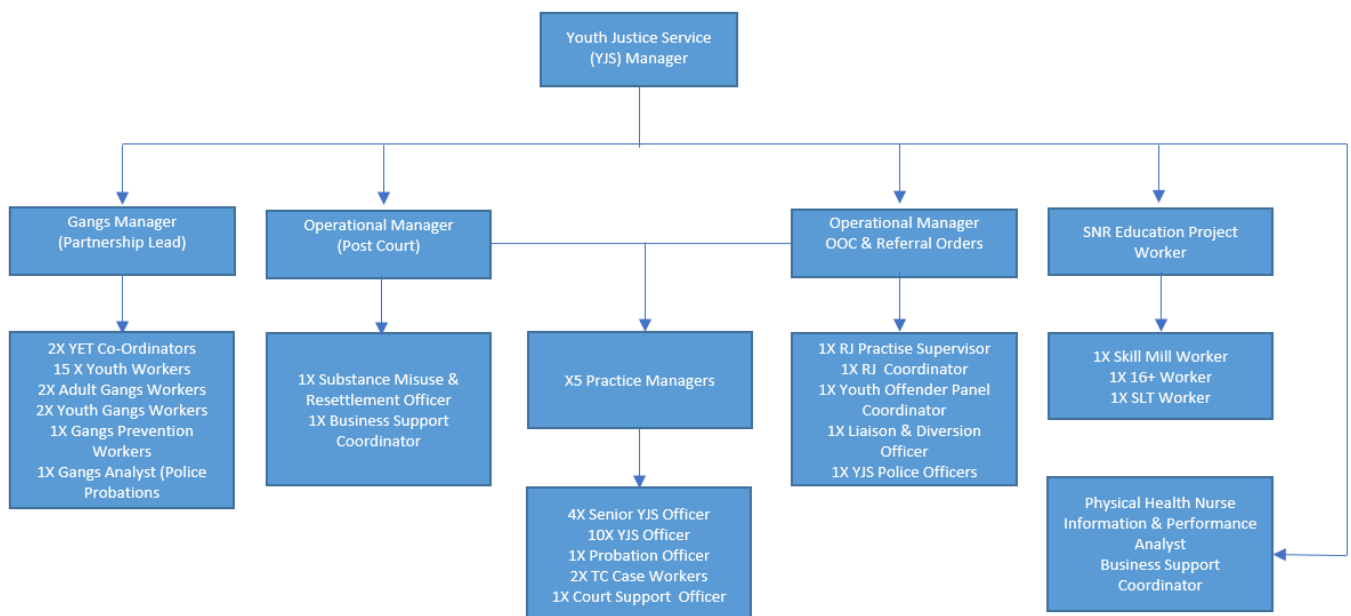 Youth Justice Service
(YJS) Manager
Gangs Manager
(Partnership Lead)
Operational Manager
(Post Court)
Operational Manager
OOC & Referral Orders
SNR Education Project
Worker
2X YET Co-Ordinators
15 X Youth Workers
2X Adult Gangs Workers
2X Youth Gangs Workers
1X Gangs Prevention
Workers
1X Gangs Analyst (Police
Probations
1X Substance Misuse &
Resettlement Officer
1X Business Support
Coordinator
X5 Practice Managers
1X RJ Practise Supervisor
1X RJ  Coordinator
1X Youth Offender Panel
Coordinator
1X Liaison & Diversion
Officer
1X YJS Police Officers
1X Skill Mill Worker
1X 16+ Worker
1X SLT Worker
4X Senior YJS Officer
10X YJS Officer
1X Probation Officer
2X TC Case Workers
1X Court Support  Officer
Physical Health Nurse
Information & Performance
Analyst
Business Support
Coordinator